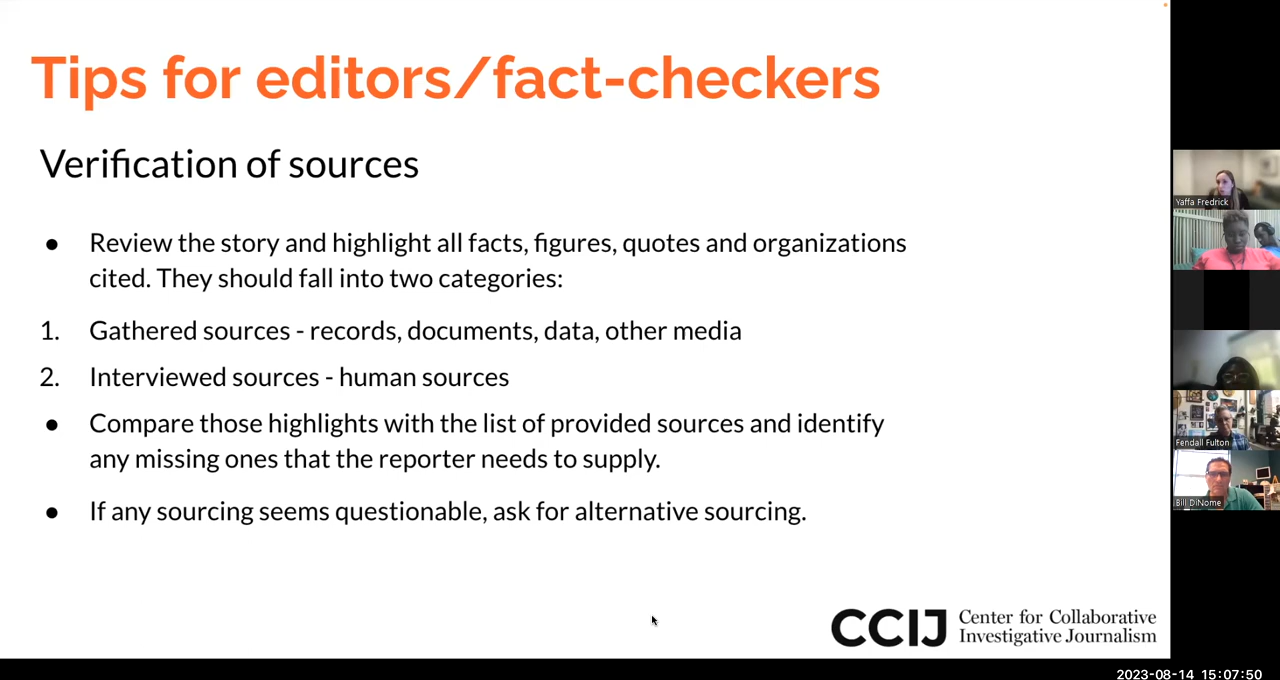 Tips for editors/fact-checkers
Verification of sources
● Review the story and highlight all facts, figures, quotes and organizations
cited. They should fall into two categories:
1. Gathered sources - records, documents, data, other media
2. Interviewed sources - human sources
● Compare those highlights with the list of provided sources and identify
any missing ones that the reporter needs to supply.
● If any sourcing seems questionable, ask for alternative sourcing.
CCIJ
Center for Collaborative
Investigative Journalism
Yaffa Fredrick
Fendall Fulton
Bill DiNome
2023-08-14 15:07:50